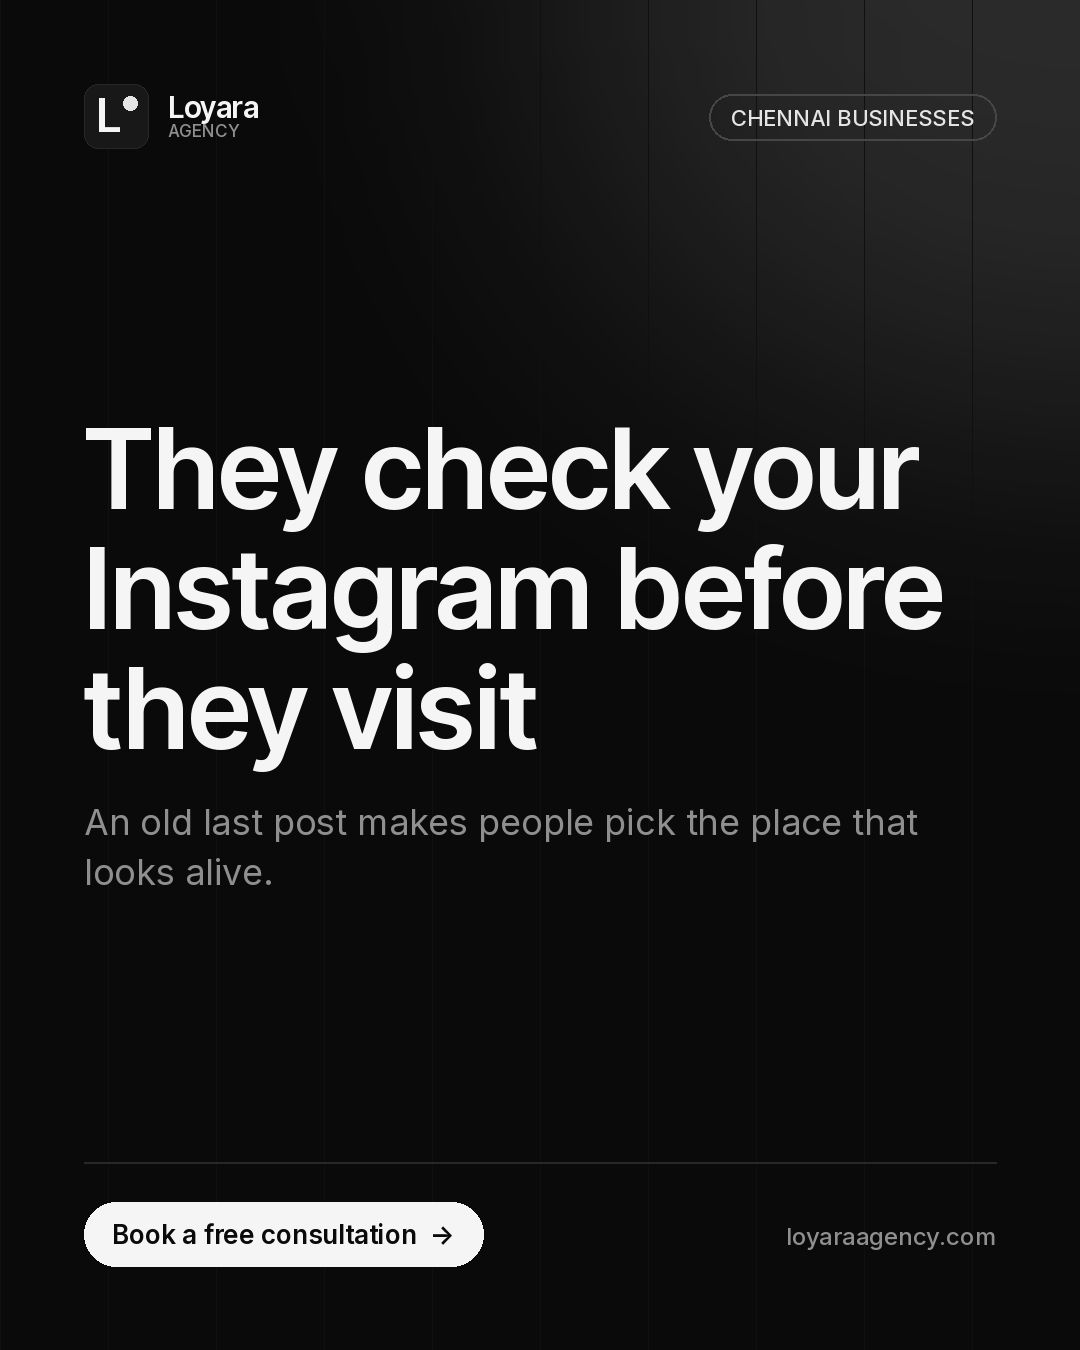 Loyara
AGENCY
CHENNAI BUSINESSES
They check your
Instagram before
they visit
An old last post makes people pick the place that
looks alive.
Book a free consultation →
loyaraagency.com